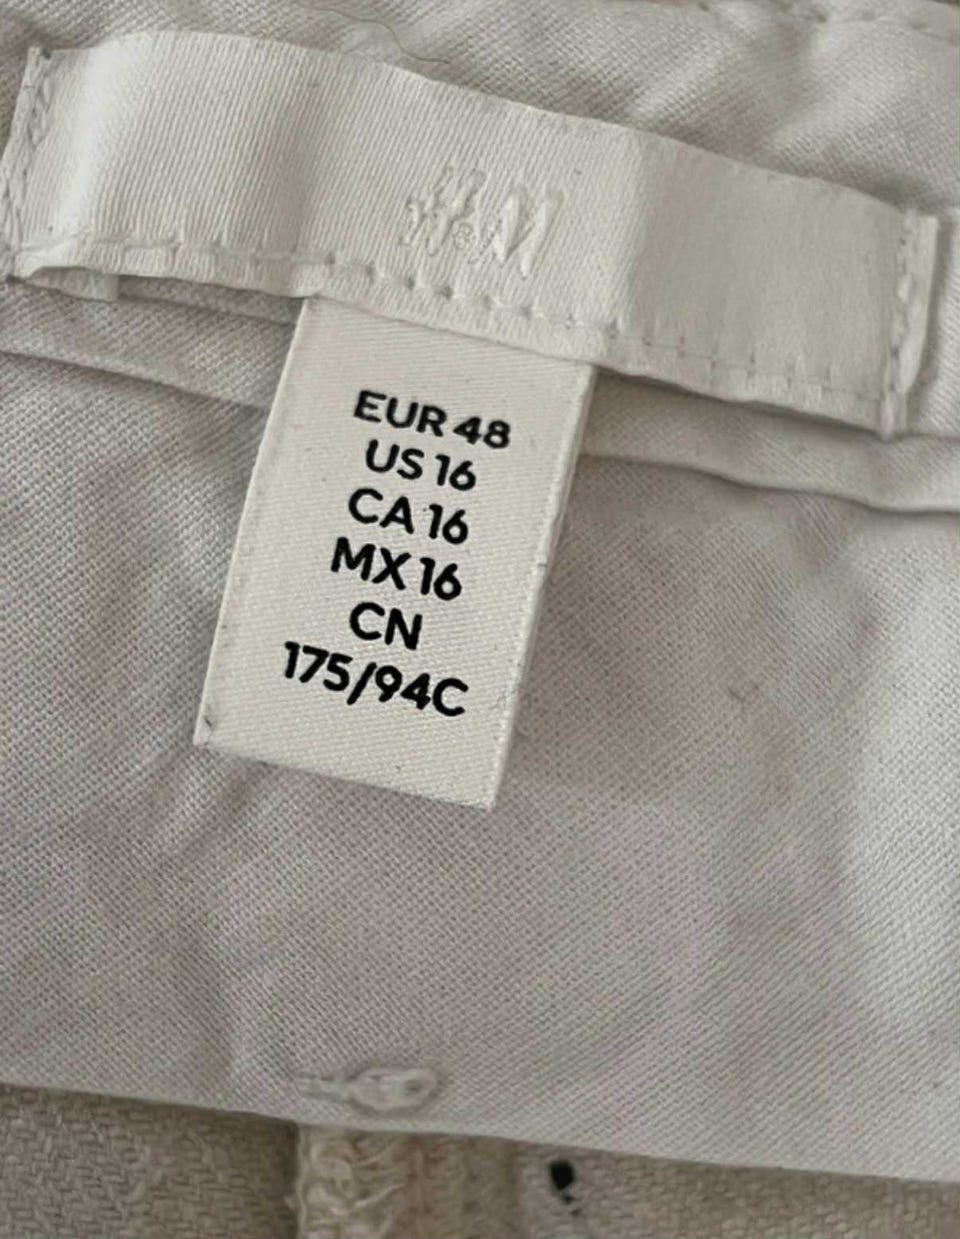 H&M
EUR 48
US 16
CA 16
MX 16
CN
175/94C